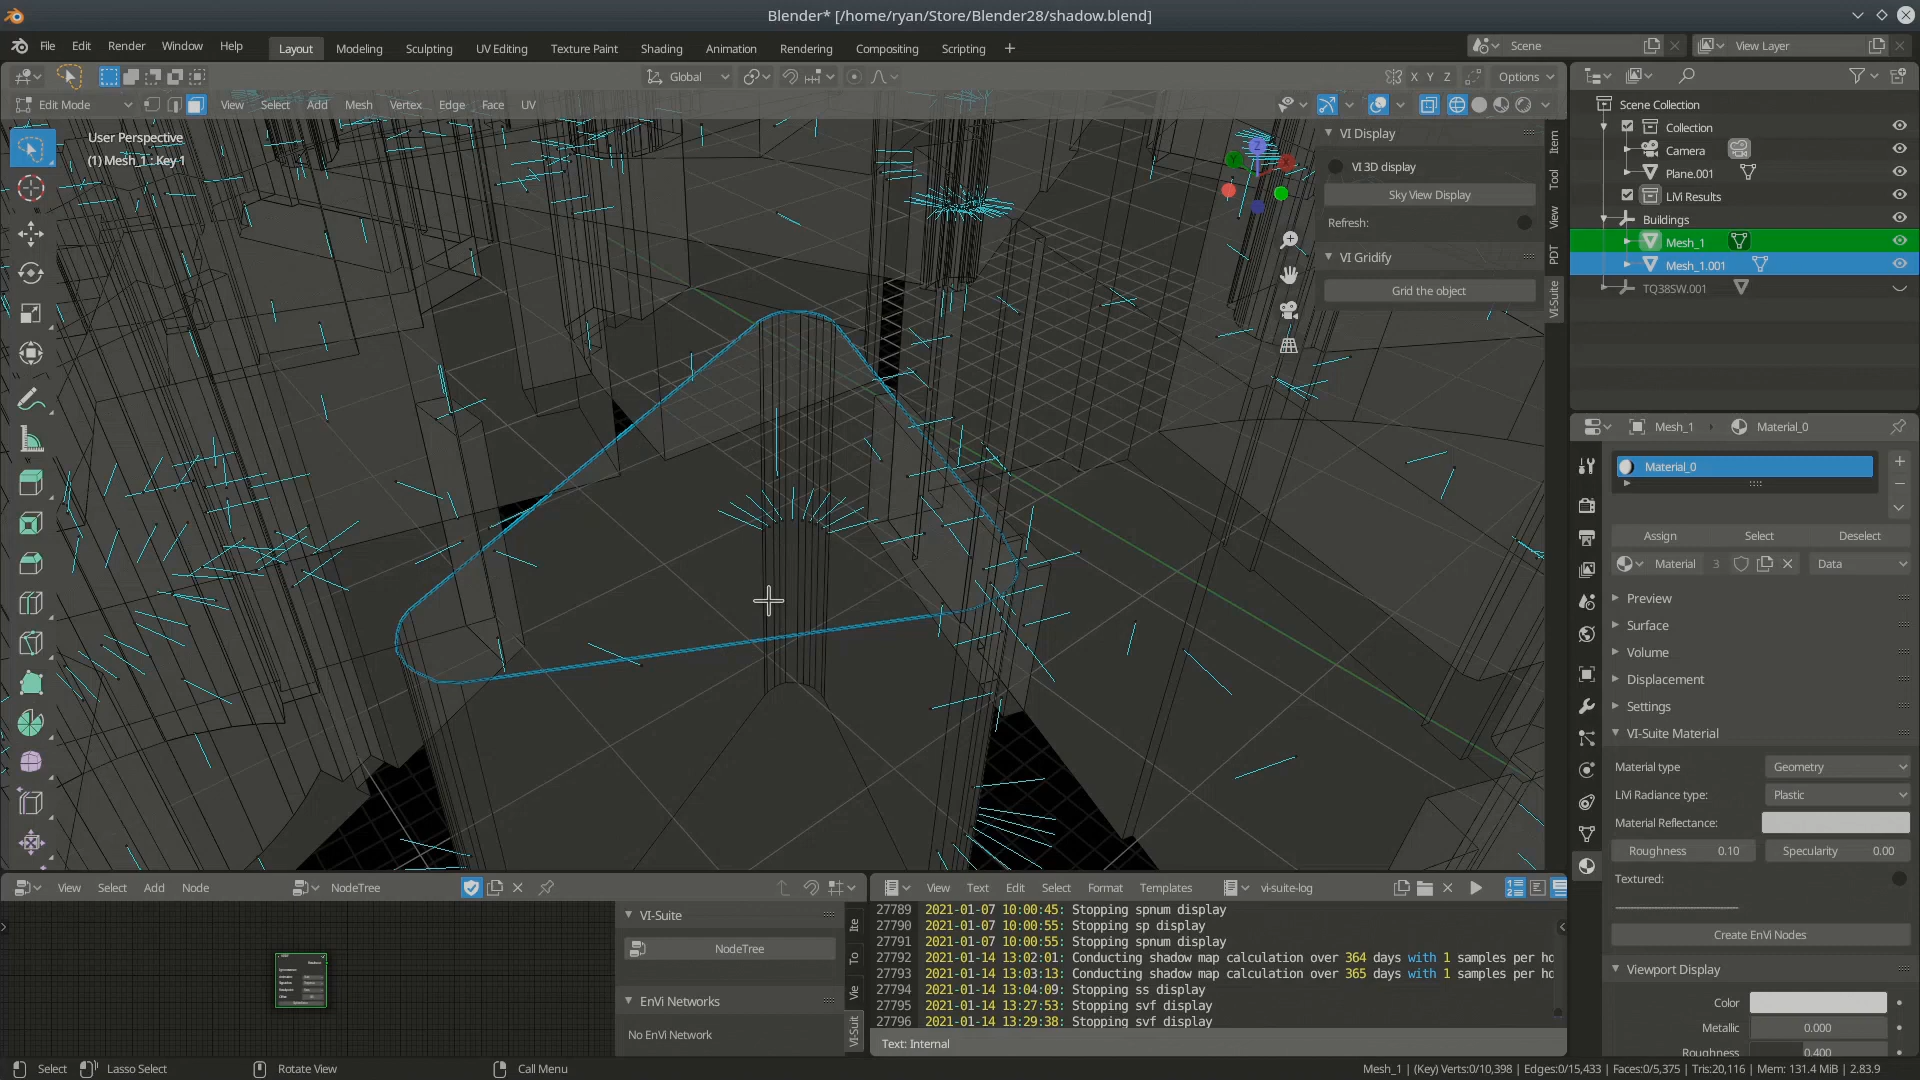 Blender* [/home/ryan/Store/Blender28/shadow.blend]
File Edit Render Window Help Layout Modeling Sculpting UV Editing Texture Paint Shading Animation Rendering Compositing Scripting + Scene View Layer
Global X Y Z Options
Edit Mode View Select Add Mesh Vertex Edge Face UV
User Perspective
(1) Mesh_1 : Key 1
VI Display
VI 3D display
Sky View Display
Refresh:
VI Gridify
Grid the object
Item
Tool
View
PDT
VI-Suite
Z
Y
X
Scene Collection
Collection
Camera
Plane.001
LiVi Results
Buildings
Mesh_1
Mesh_1.001
TQ38SW.001
Mesh_1 Material_0
Material_0
Assign Select Deselect
Material 3 Data
Preview
Surface
Volume
Displacement
Settings
VI-Suite Material
Material type Geometry
LiVi Radiance type: Plastic
Material Reflectance:
Roughness 0.10 Specularity 0.00
Textured:
Create EnVi Nodes
Viewport Display
Color
Metallic 0.000
Roughness 0.400
View Select Add Node NodeTree
VI-Suite
NodeTree
EnVi Networks
No EnVi Network
Ite
To
Vie
VI-Suit
View Text Edit Select Format Templates vi-suite-log
27789 2021-01-07 10:00:45: Stopping spnum display
27790 2021-01-07 10:00:55: Stopping sp display
27791 2021-01-07 10:00:55: Stopping spnum display
27792 2021-01-14 13:02:01: Conducting shadow map calculation over 364 days with 1 samples per ho
27793 2021-01-14 13:03:13: Conducting shadow map calculation over 365 days with 1 samples per ho
27794 2021-01-14 13:04:09: Stopping ss display
27795 2021-01-14 13:27:53: Stopping svf display
27796 2021-01-14 13:29:38: Stopping svf display
Text: Internal
Select Lasso Select Rotate View Call Menu Mesh_1 | (Key) Verts:0/10,398 | Edges:0/15,433 | Faces:0/5,375 | Tris:20,116 | Mem: 131.4 MiB | 2.83.9